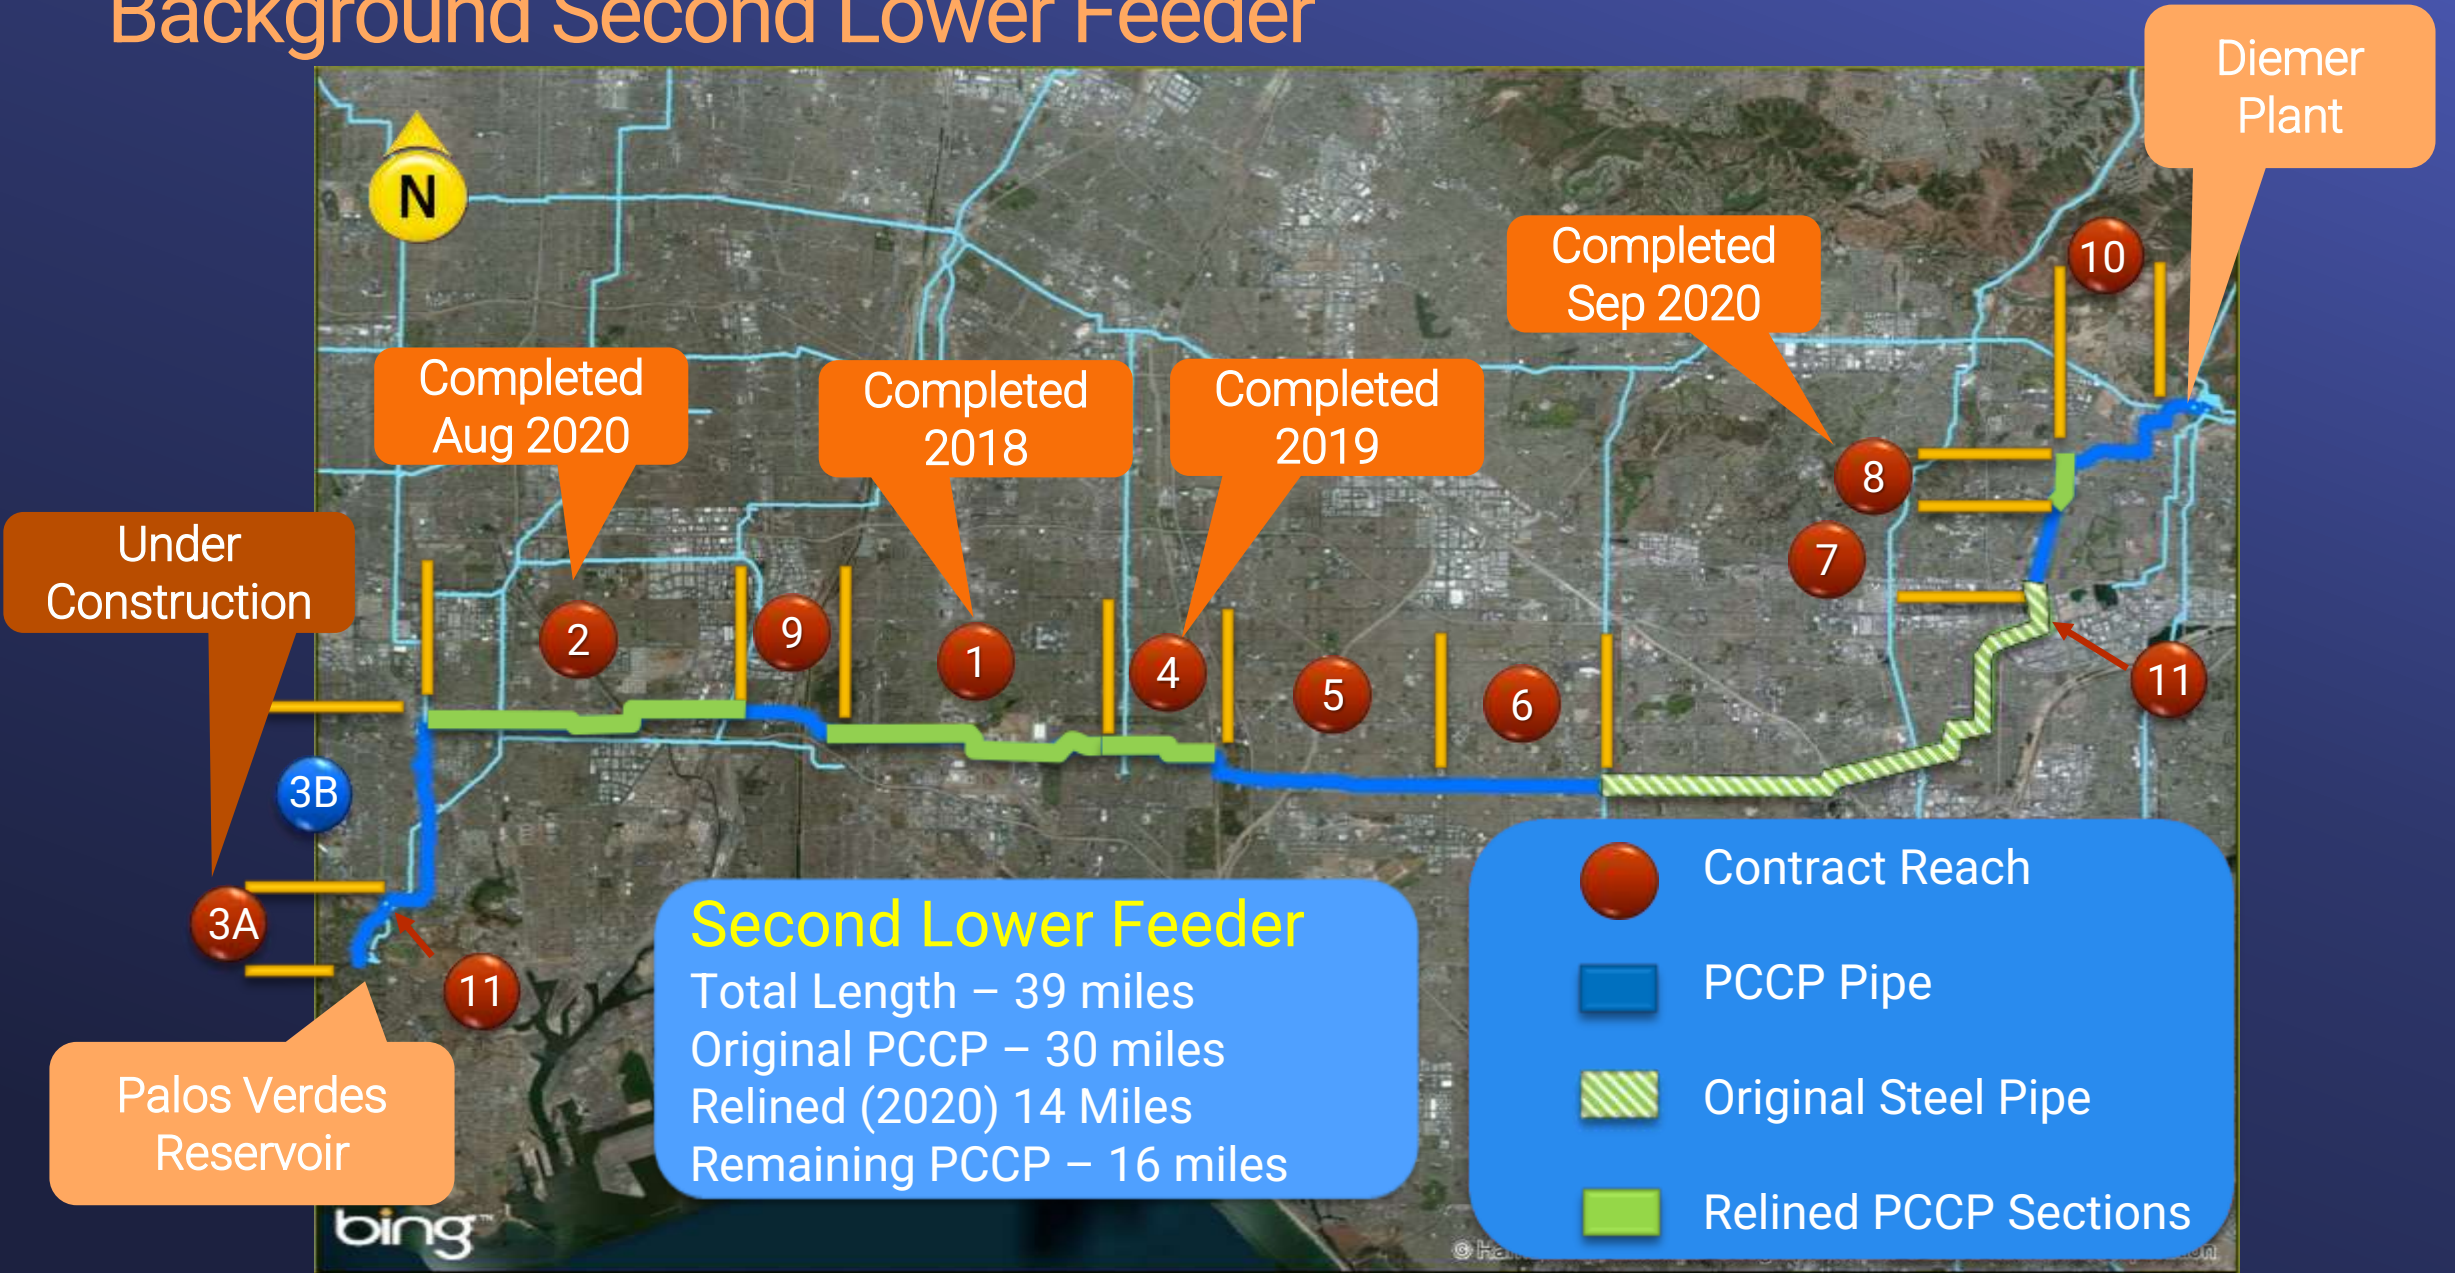 Background Second Lower Feeder
Diemer
Plant
N
10
Completed
Sep 2020
Completed
Aug 2020
Completed
2018
Completed
2019
8
Under
Construction
7
2
9
1
4
5
6
11
3B
3A
11
Palos Verdes
Reservoir
Second Lower Feeder
Total Length – 39 miles
Original PCCP – 30 miles
Relined (2020) 14 Miles
Remaining PCCP – 16 miles
Contract Reach
PCCP Pipe
Original Steel Pipe
Relined PCCP Sections
bing™